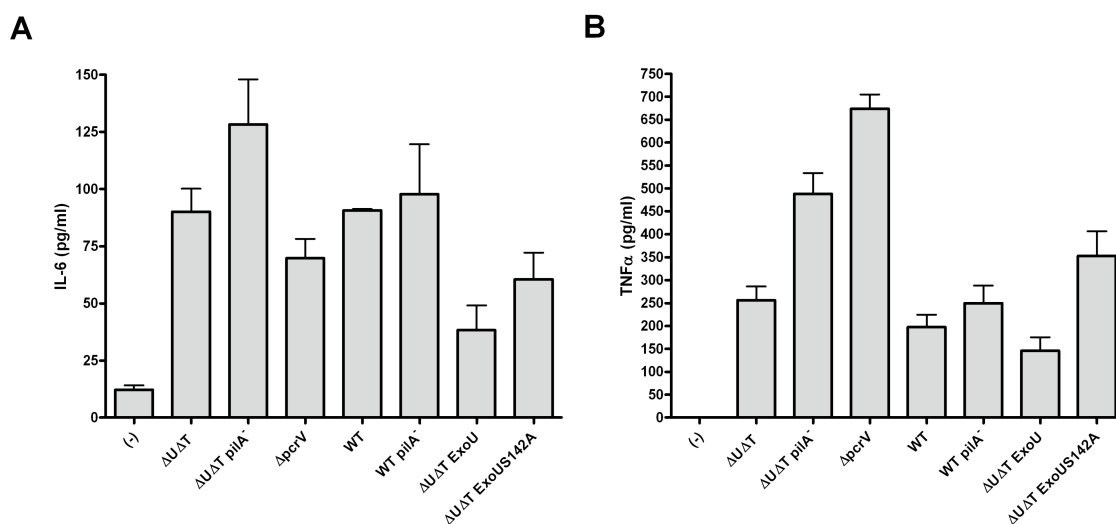 A
IL-6 (pg/ml)
150
125
100
75
50
25
0
(-)
ΔUΔT
ΔUΔT pilA⁻
ΔpcrV
WT
WT pilA⁻
ΔUΔT ExoU
ΔUΔT ExoUS142A
B
TNFα (pg/ml)
750
700
650
600
550
500
450
400
350
300
250
200
150
100
50
0
(-)
ΔUΔT
ΔUΔT pilA⁻
ΔpcrV
WT
WT pilA⁻
ΔUΔT ExoU
ΔUΔT ExoUS142A